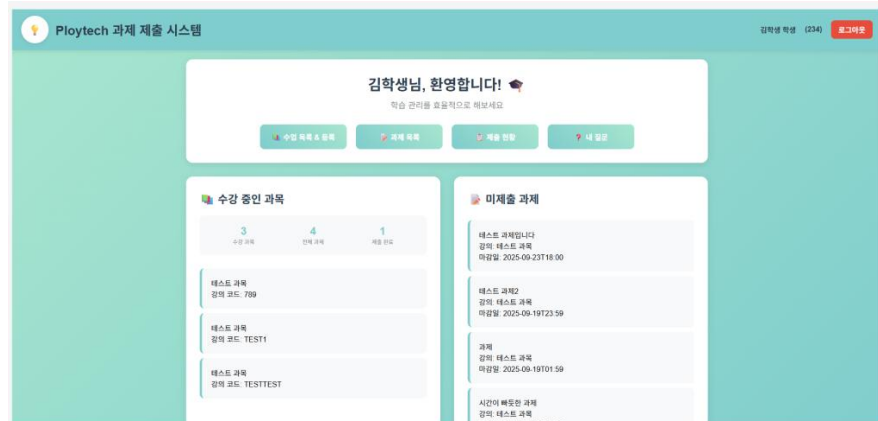 Ploytech 과제 제출 시스템
김학생 학생 (234) 로그아웃
김학생님, 환영합니다!
학습 관리를 효율적으로 해보세요
수업 목록 & 등록
과제 목록
제출 현황
내 질문
수강 중인 과목
3 4 1
수강 과목 전체 과제 제출 완료
테스트 과목
강의 코드: 789
테스트 과목
강의 코드: TEST1
테스트 과목
강의 코드: TESTTEST
미제출 과제
테스트 과제입니다
강의: 테스트 과목
마감일: 2025-09-23T18:00
테스트 과제2
강의: 테스트 과목
마감일: 2025-09-19T23:59
과제
강의: 테스트 과목
마감일: 2025-09-19T01:59
시간이 빠듯한 과제
강의: 테스트 과목